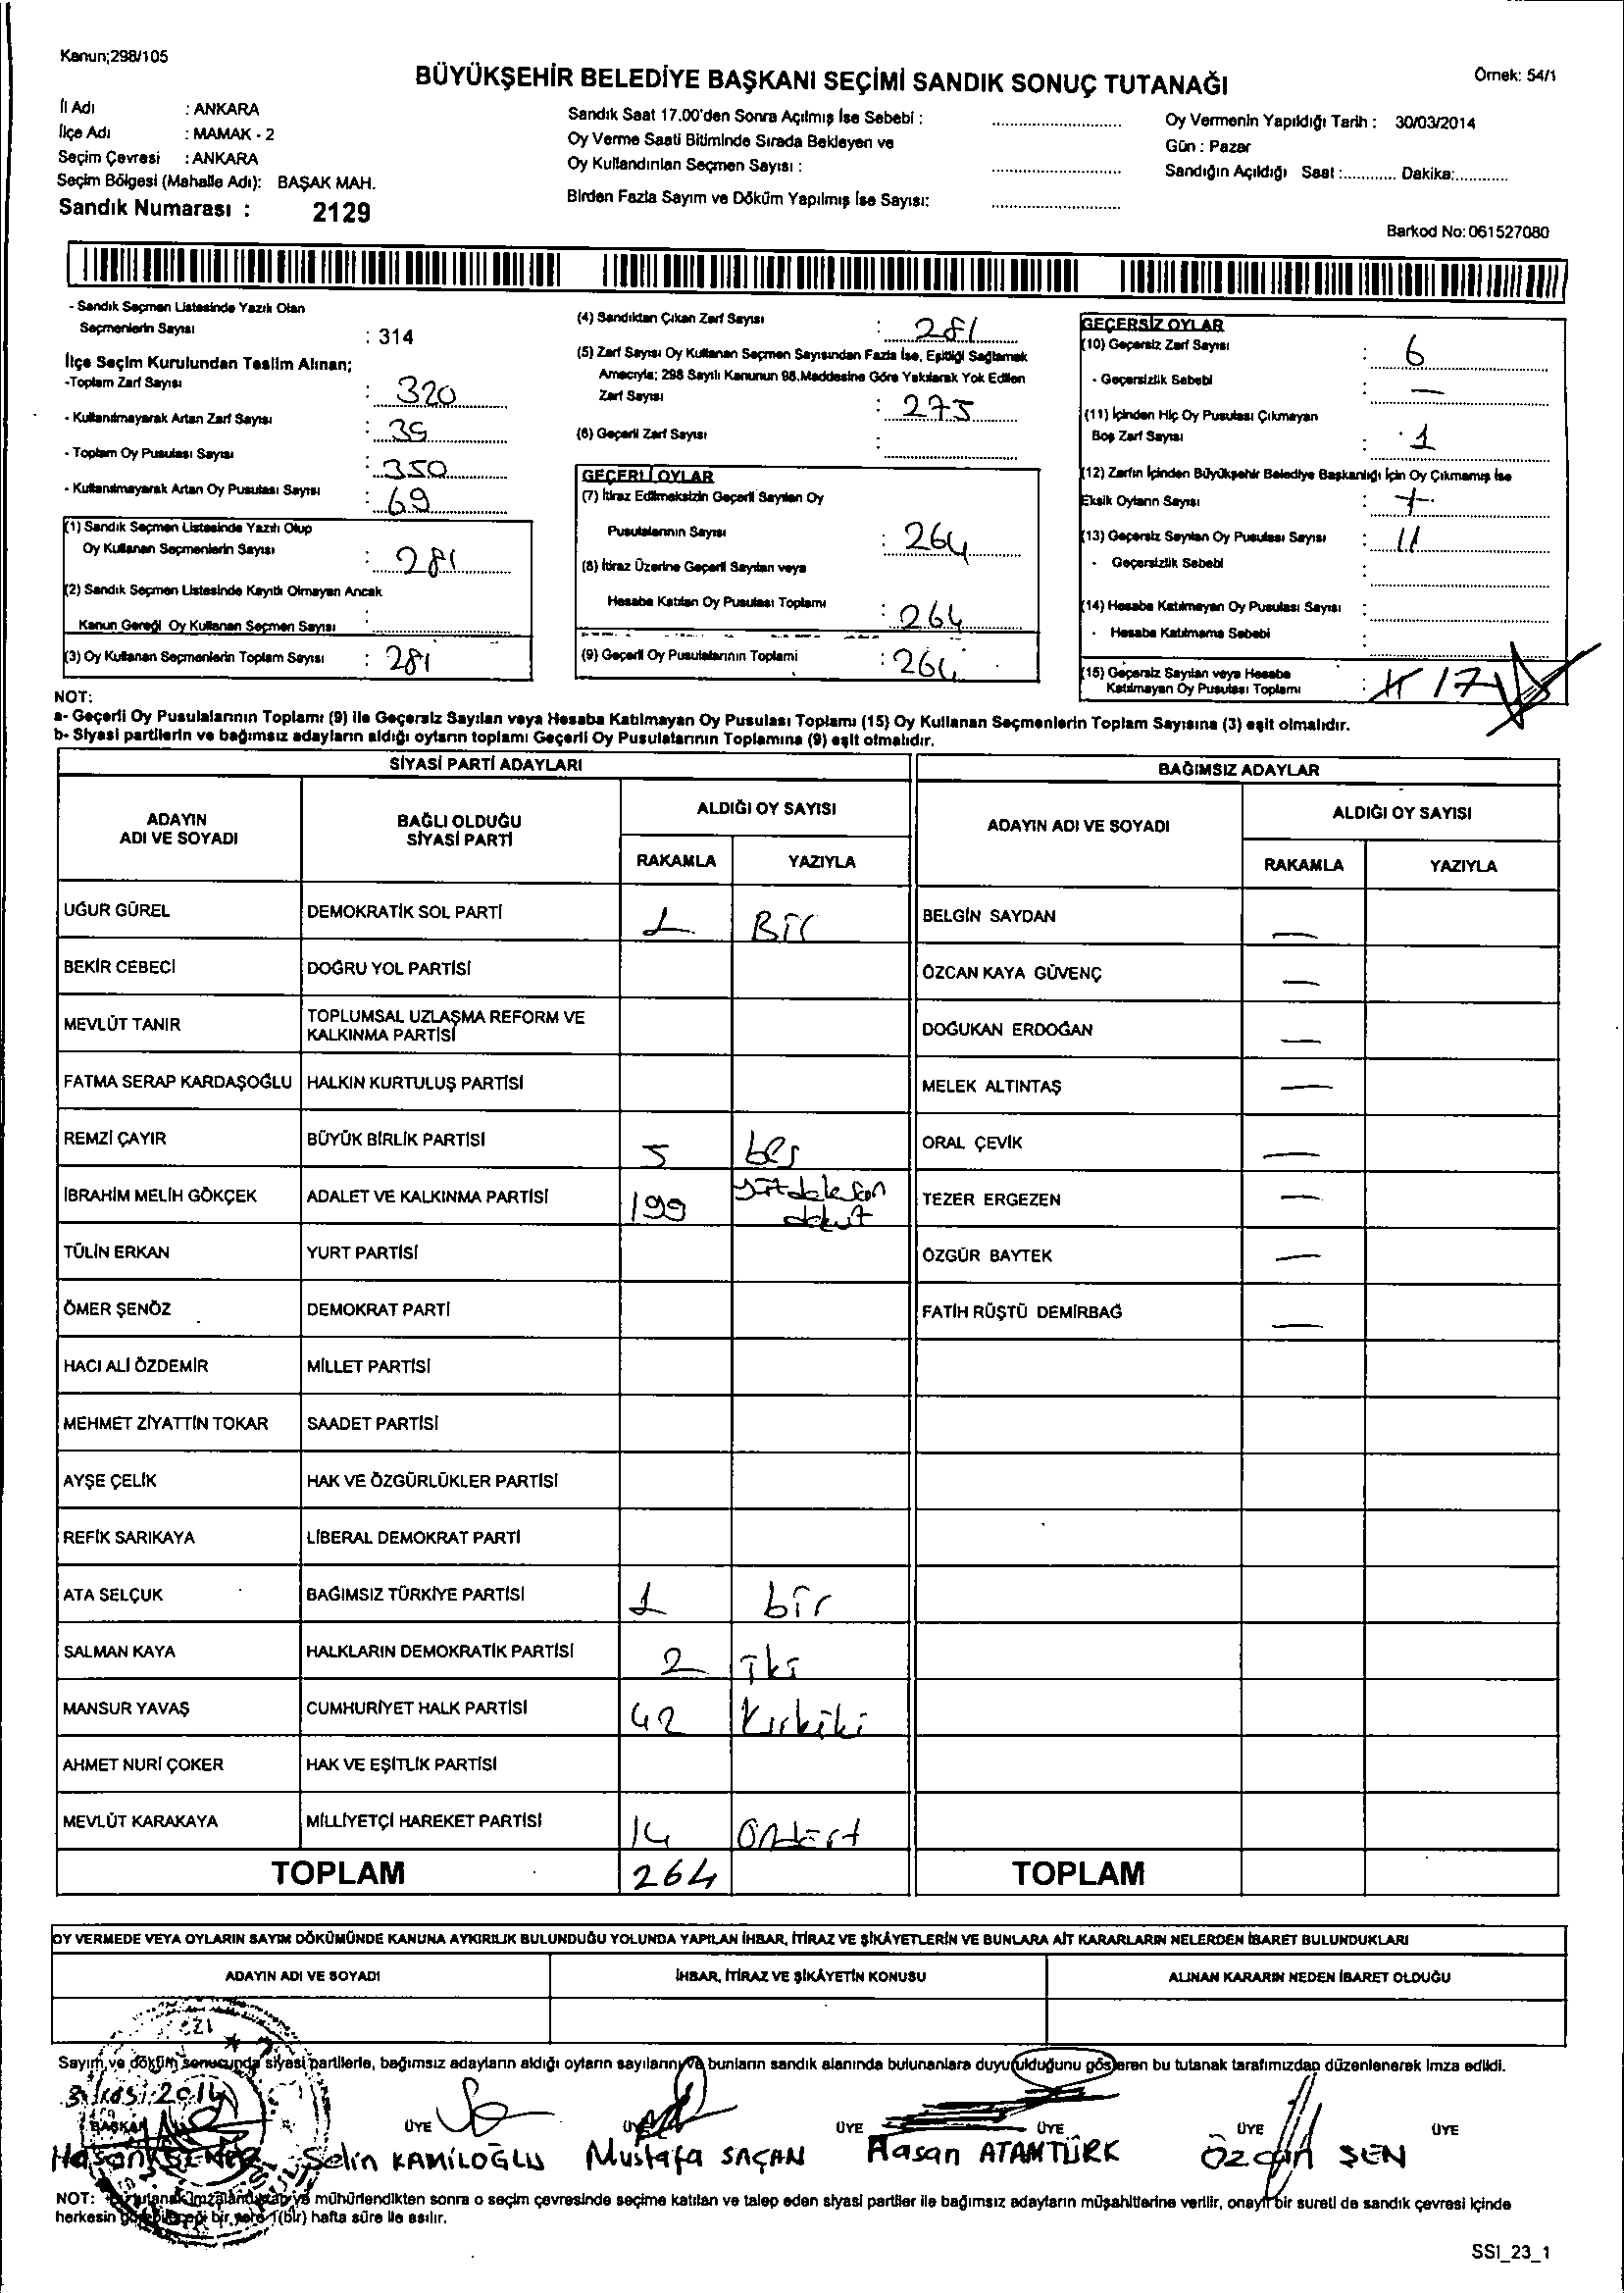 Kanun;298/105
BÜYÜKŞEHİR BELEDİYE BAŞKANI SEÇİMİ SANDIK SONUÇ TUTANAĞI
Örnek: 54/1
İl Adı : ANKARA
İlçe Adı : MAMAK - 2
Seçim Çevresi : ANKARA
Seçim Bölgesi (Mahalle Adı): BAŞAK MAH.
Sandık Numarası : 2129
Sandık Saat 17.00'den Sonra Açılmış İse Sebebi :
Oy Verme Saati Bitiminde Sırada Bekleyen ve
Oy Kullandırılan Seçmen Sayısı :
Birden Fazla Sayım ve Döküm Yapılmış İse Sayısı:
Oy Vermenin Yapıldığı Tarih : 30/03/2014
Gün : Pazar
Sandığın Açıldığı Saat :............ Dakika:............
Barkod No: 061527080
- Sandık Seçmen Listesinde Yazılı Olan
Seçmenlerin Sayısı : 314
İlçe Seçim Kurulundan Teslim Alınan;
-Toplam Zarf Sayısı : 320
- Kullanılmayarak Artan Zarf Sayısı : 39
- Toplam Oy Pusulası Sayısı : 350
- Kullanılmayarak Artan Oy Pusulası Sayısı : 69
(1) Sandık Seçmen Listesinde Yazılı Olup
Oy Kullanan Seçmenlerin Sayısı : 281
(2) Sandık Seçmen Listesinde Kayıtlı Olmayan Ancak
Kanun Gereği Oy Kullanan Seçmen Sayısı :
(3) Oy Kullanan Seçmenlerin Toplam Sayısı : 281
(4) Sandıktan Çıkan Zarf Sayısı : 281
(5) Zarf Sayısı Oy Kullanan Seçmen Sayısından Fazla İse, Eşitliği Sağlamak
Amacıyla; 298 Sayılı Kanunun 98.Maddesine Göre Yakılarak Yok Edilen
Zarf Sayısı : 275
(6) Geçerli Zarf Sayısı :
GEÇERLİ OYLAR
(7) İtiraz Edilmeksizin Geçerli Sayılan Oy
Pusulalarının Sayısı : 264
(8) İtiraz Üzerine Geçerli Sayılan veya
Hesaba Katılan Oy Pusulası Toplamı : 264
(9) Geçerli Oy Pusulalarının Toplamı : 264
GEÇERSİZ OYLAR
(10) Geçersiz Zarf Sayısı : 6
- Geçersizlik Sebebi : —
(11) İçinden Hiç Oy Pusulası Çıkmayan
Boş Zarf Sayısı : 1
(12) Zarfın İçinden Büyükşehir Belediye Başkanlığı İçin Oy Çıkmamış İse
Eksik Oyların Sayısı :
(13) Geçersiz Sayılan Oy Pusulası Sayısı : 11
- Geçersizlik Sebebi :
(14) Hesaba Katılmayan Oy Pusulası Sayısı :
- Hesaba Katılmama Sebebi :
(15) Geçersiz Sayılan veya Hesaba
Katılmayan Oy Pusulası Toplamı : 17
NOT:
a- Geçerli Oy Pusulalarının Toplamı (9) ile Geçersiz Sayılan veya Hesaba Katılmayan Oy Pusulası Toplamı (15) Oy Kullanan Seçmenlerin Toplam Sayısına (3) eşit olmalıdır.
b- Siyasi partilerin ve bağımsız adayların aldığı oyların toplamı Geçerli Oy Pusulalarının Toplamına (9) eşit olmalıdır.
SİYASİ PARTİ ADAYLARI
BAĞIMSIZ ADAYLAR
ADAYIN ADI VE SOYADI
BAĞLI OLDUĞU SİYASİ PARTİ
ALDIĞI OY SAYISI
RAKAMLA YAZIYLA
ADAYIN ADI VE SOYADI
ALDIĞI OY SAYISI
RAKAMLA YAZIYLA
UĞUR GÜREL DEMOKRATİK SOL PARTİ 1 Bir BELGİN SAYDAN —
BEKİR CEBECİ DOĞRU YOL PARTİSİ ÖZCAN KAYA GÜVENÇ —
MEVLÜT TANIR TOPLUMSAL UZLAŞMA REFORM VE KALKINMA PARTİSİ DOĞUKAN ERDOĞAN —
FATMA SERAP KARDAŞOĞLU HALKIN KURTULUŞ PARTİSİ MELEK ALTINTAŞ —
REMZİ ÇAYIR BÜYÜK BİRLİK PARTİSİ 5 beş ORAL ÇEVİK —
İBRAHİM MELİH GÖKÇEK ADALET VE KALKINMA PARTİSİ 199 TEZER ERGEZEN —
TÜLİN ERKAN YURT PARTİSİ ÖZGÜR BAYTEK —
ÖMER ŞENÖZ DEMOKRAT PARTİ FATİH RÜŞTÜ DEMİRBAĞ —
HACI ALİ ÖZDEMİR MİLLET PARTİSİ
MEHMET ZİYATTİN TOKAR SAADET PARTİSİ
AYŞE ÇELİK HAK VE ÖZGÜRLÜKLER PARTİSİ
REFİK SARIKAYA LİBERAL DEMOKRAT PARTİ
ATA SELÇUK BAĞIMSIZ TÜRKİYE PARTİSİ 1 bir
SALMAN KAYA HALKLARIN DEMOKRATİK PARTİSİ 2 iki
MANSUR YAVAŞ CUMHURİYET HALK PARTİSİ 42 Kırkiki
AHMET NURİ ÇOKER HAK VE EŞİTLİK PARTİSİ
MEVLÜT KARAKAYA MİLLİYETÇİ HAREKET PARTİSİ 14 Ondört
TOPLAM 264 TOPLAM
OY VERMEDE VEYA OYLARIN SAYIM DÖKÜMÜNDE KANUNA AYKIRILIK BULUNDUĞU YOLUNDA YAPILAN İHBAR, İTİRAZ VE ŞİKÂYETLERİN VE BUNLARA AİT KARARLARIN NELERDEN İBARET BULUNDUKLARI
ADAYIN ADI VE SOYADI İHBAR, İTİRAZ VE ŞİKÂYETİN KONUSU ALINAN KARARIN NEDEN İBARET OLDUĞU
Sayım ve döküm sonucunda siyasi partilerle, bağımsız adayların aldığı oyların sayılarını ve bunların sandık alanında bulunanlara duyurulduğunu gösteren bu tutanak tarafımızdan düzenlenerek imza edildi.
BAŞKAN ÜYE ÜYE ÜYE ÜYE ÜYE ÜYE
Hasan Selin KAMİLOĞLU Mustafa SAÇAN Hasan ATAMTÜRK Özcan ŞEN
NOT: Bu tutanak imzalandıktan ve mühürlendikten sonra o seçim çevresinde seçime katılan ve talep eden siyasi partiler ile bağımsız adayların müşahitlerine verilir, onaylı bir sureti de sandık çevresi içinde
herkesin görebileceği bir yere 1(bir) hafta süre ile asılır.
SSI_23_1